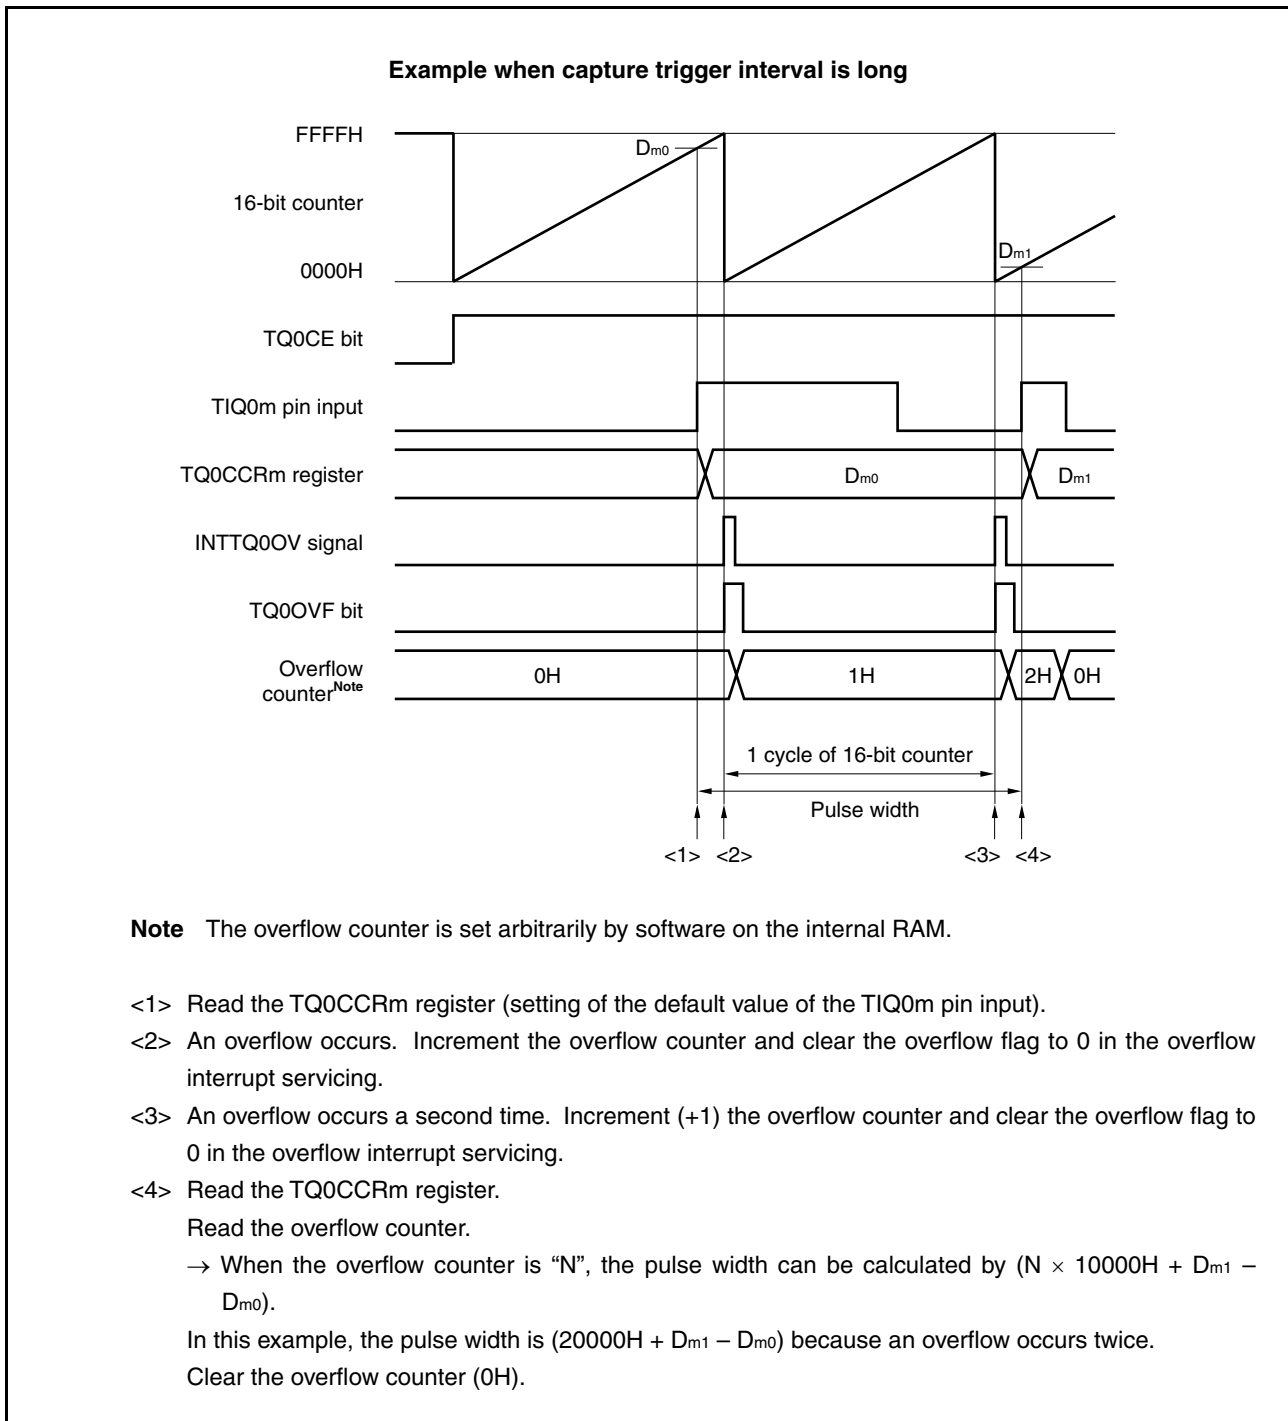 Example when capture trigger interval is long
FFFFH
Dm0
16-bit counter
Dm1
0000H
TQ0CE bit
TIQ0m pin input
TQ0CCRm register
Dm0
Dm1
INTTQ0OV signal
TQ0OVF bit
Overflow
counterNote
0H
1H
2H
0H
1 cycle of 16-bit counter
Pulse width
<1> <2> <3> <4>
Note The overflow counter is set arbitrarily by software on the internal RAM.
<1> Read the TQ0CCRm register (setting of the default value of the TIQ0m pin input).
<2> An overflow occurs. Increment the overflow counter and clear the overflow flag to 0 in the overflow
interrupt servicing.
<3> An overflow occurs a second time. Increment (+1) the overflow counter and clear the overflow flag to
0 in the overflow interrupt servicing.
<4> Read the TQ0CCRm register.
Read the overflow counter.
→ When the overflow counter is “N”, the pulse width can be calculated by (N × 10000H + Dm1 –
Dm0).
In this example, the pulse width is (20000H + Dm1 – Dm0) because an overflow occurs twice.
Clear the overflow counter (0H).